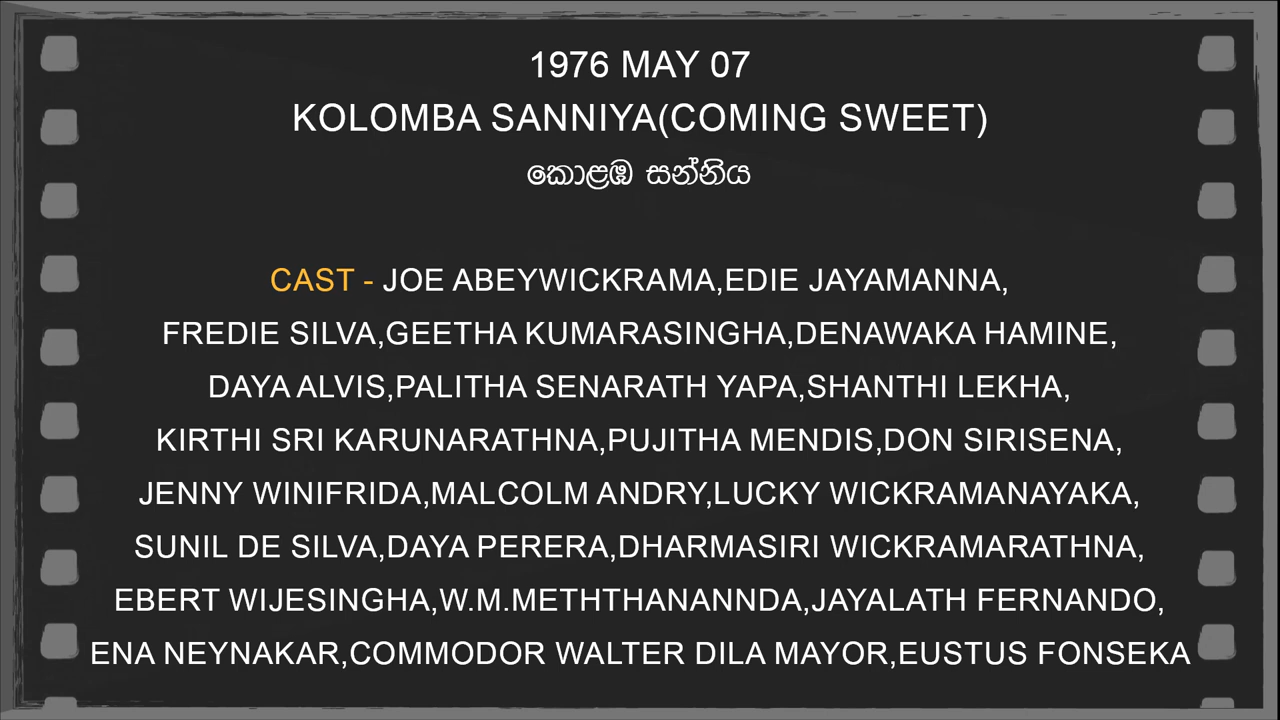 1976 MAY 07
KOLOMBA SANNIYA(COMING SWEET)
කොළඹ සන්නිය
CAST - JOE ABEYWICKRAMA,EDIE JAYAMANNA,
FREDIE SILVA,GEETHA KUMARASINGHA,DENAWAKA HAMINE,
DAYA ALVIS,PALITHA SENARATH YAPA,SHANTHI LEKHA,
KIRTHI SRI KARUNARATHNA,PUJITHA MENDIS,DON SIRISENA,
JENNY WINIFRIDA,MALCOLM ANDRY,LUCKY WICKRAMANAYAKA,
SUNIL DE SILVA,DAYA PERERA,DHARMASIRI WICKRAMARATHNA,
EBERT WIJESINGHA,W.M.METHTHANANNDA,JAYALATH FERNANDO,
ENA NEYNAKAR,COMMODOR WALTER DILA MAYOR,EUSTUS FONSEKA